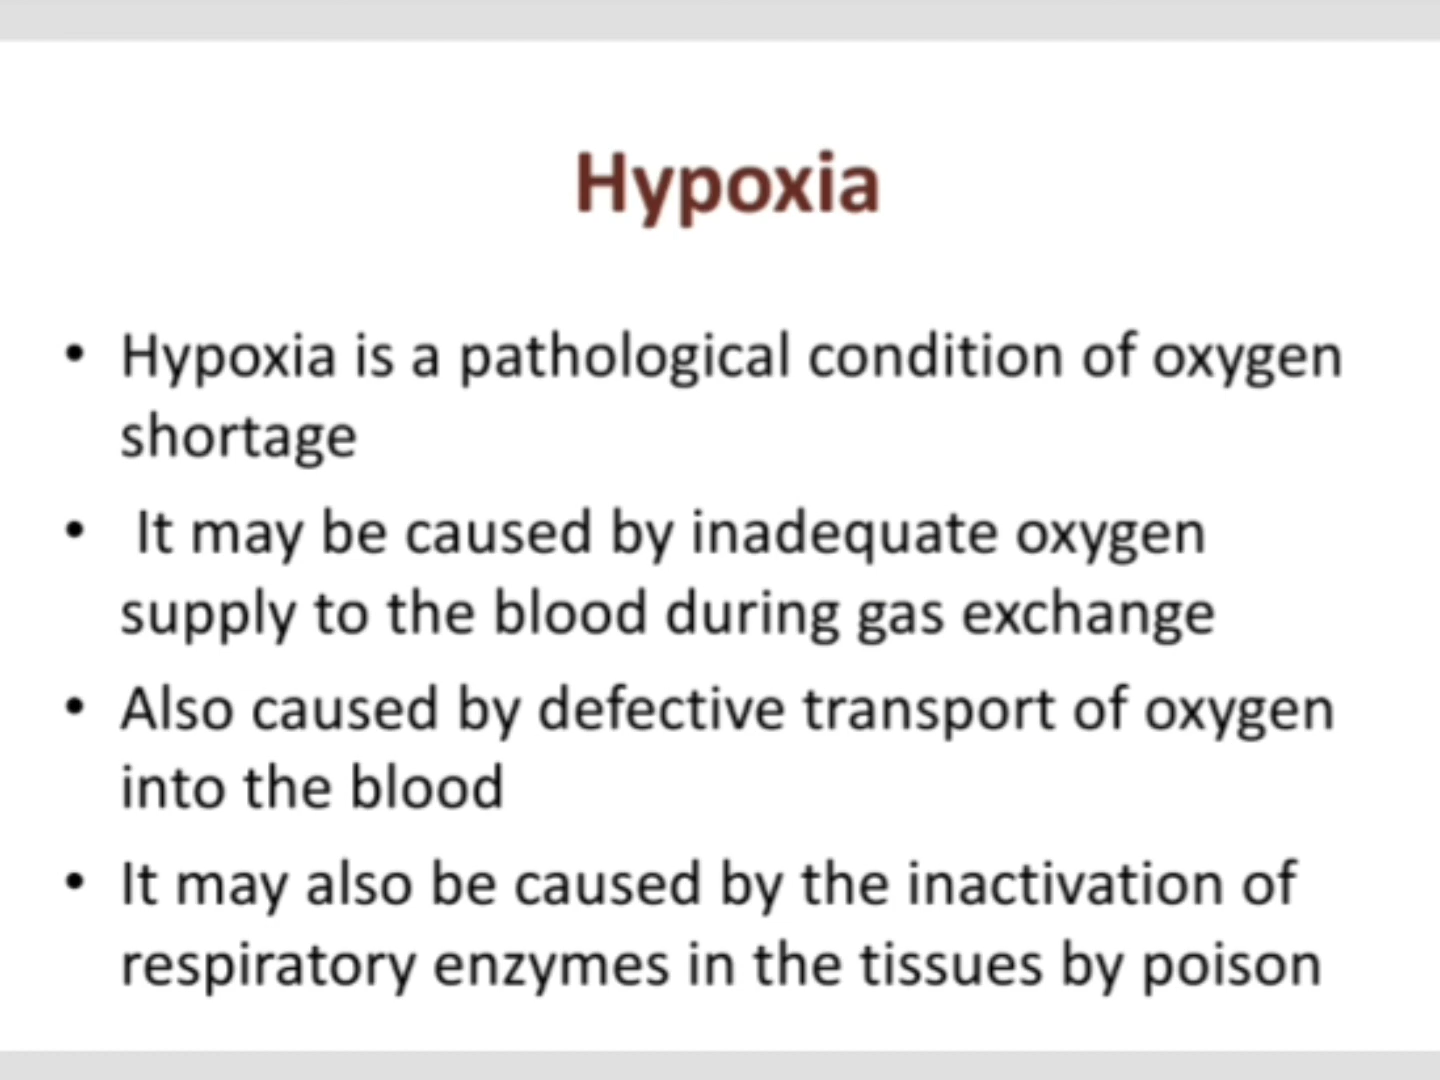 Hypoxia
• Hypoxia is a pathological condition of oxygen
shortage
• It may be caused by inadequate oxygen
supply to the blood during gas exchange
• Also caused by defective transport of oxygen
into the blood
• It may also be caused by the inactivation of
respiratory enzymes in the tissues by poison